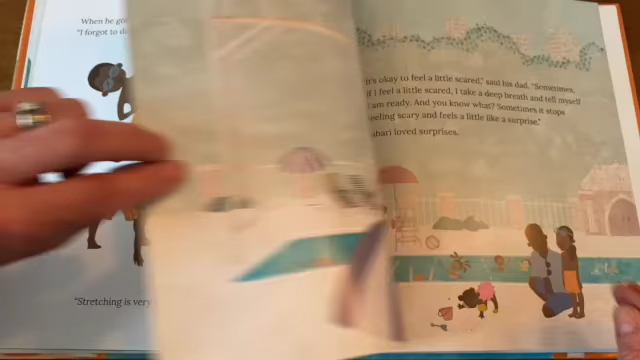 When he go
"I forgot to d
"Stretching is very
it's okay to feel a little scared," said his dad. "Sometimes,
if I feel a little scared, I take a deep breath and tell myself
I am ready. And you know what? Sometimes it stops
feeling scary and feels a little like a surprise."
abari loved surprises.